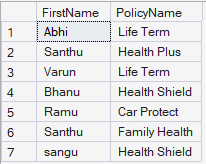 FirstName PolicyName
1 Abhi Life Term
2 Santhu Health Plus
3 Varun Life Term
4 Bhanu Health Shield
5 Ramu Car Protect
6 Santhu Family Health
7 sangu Health Shield